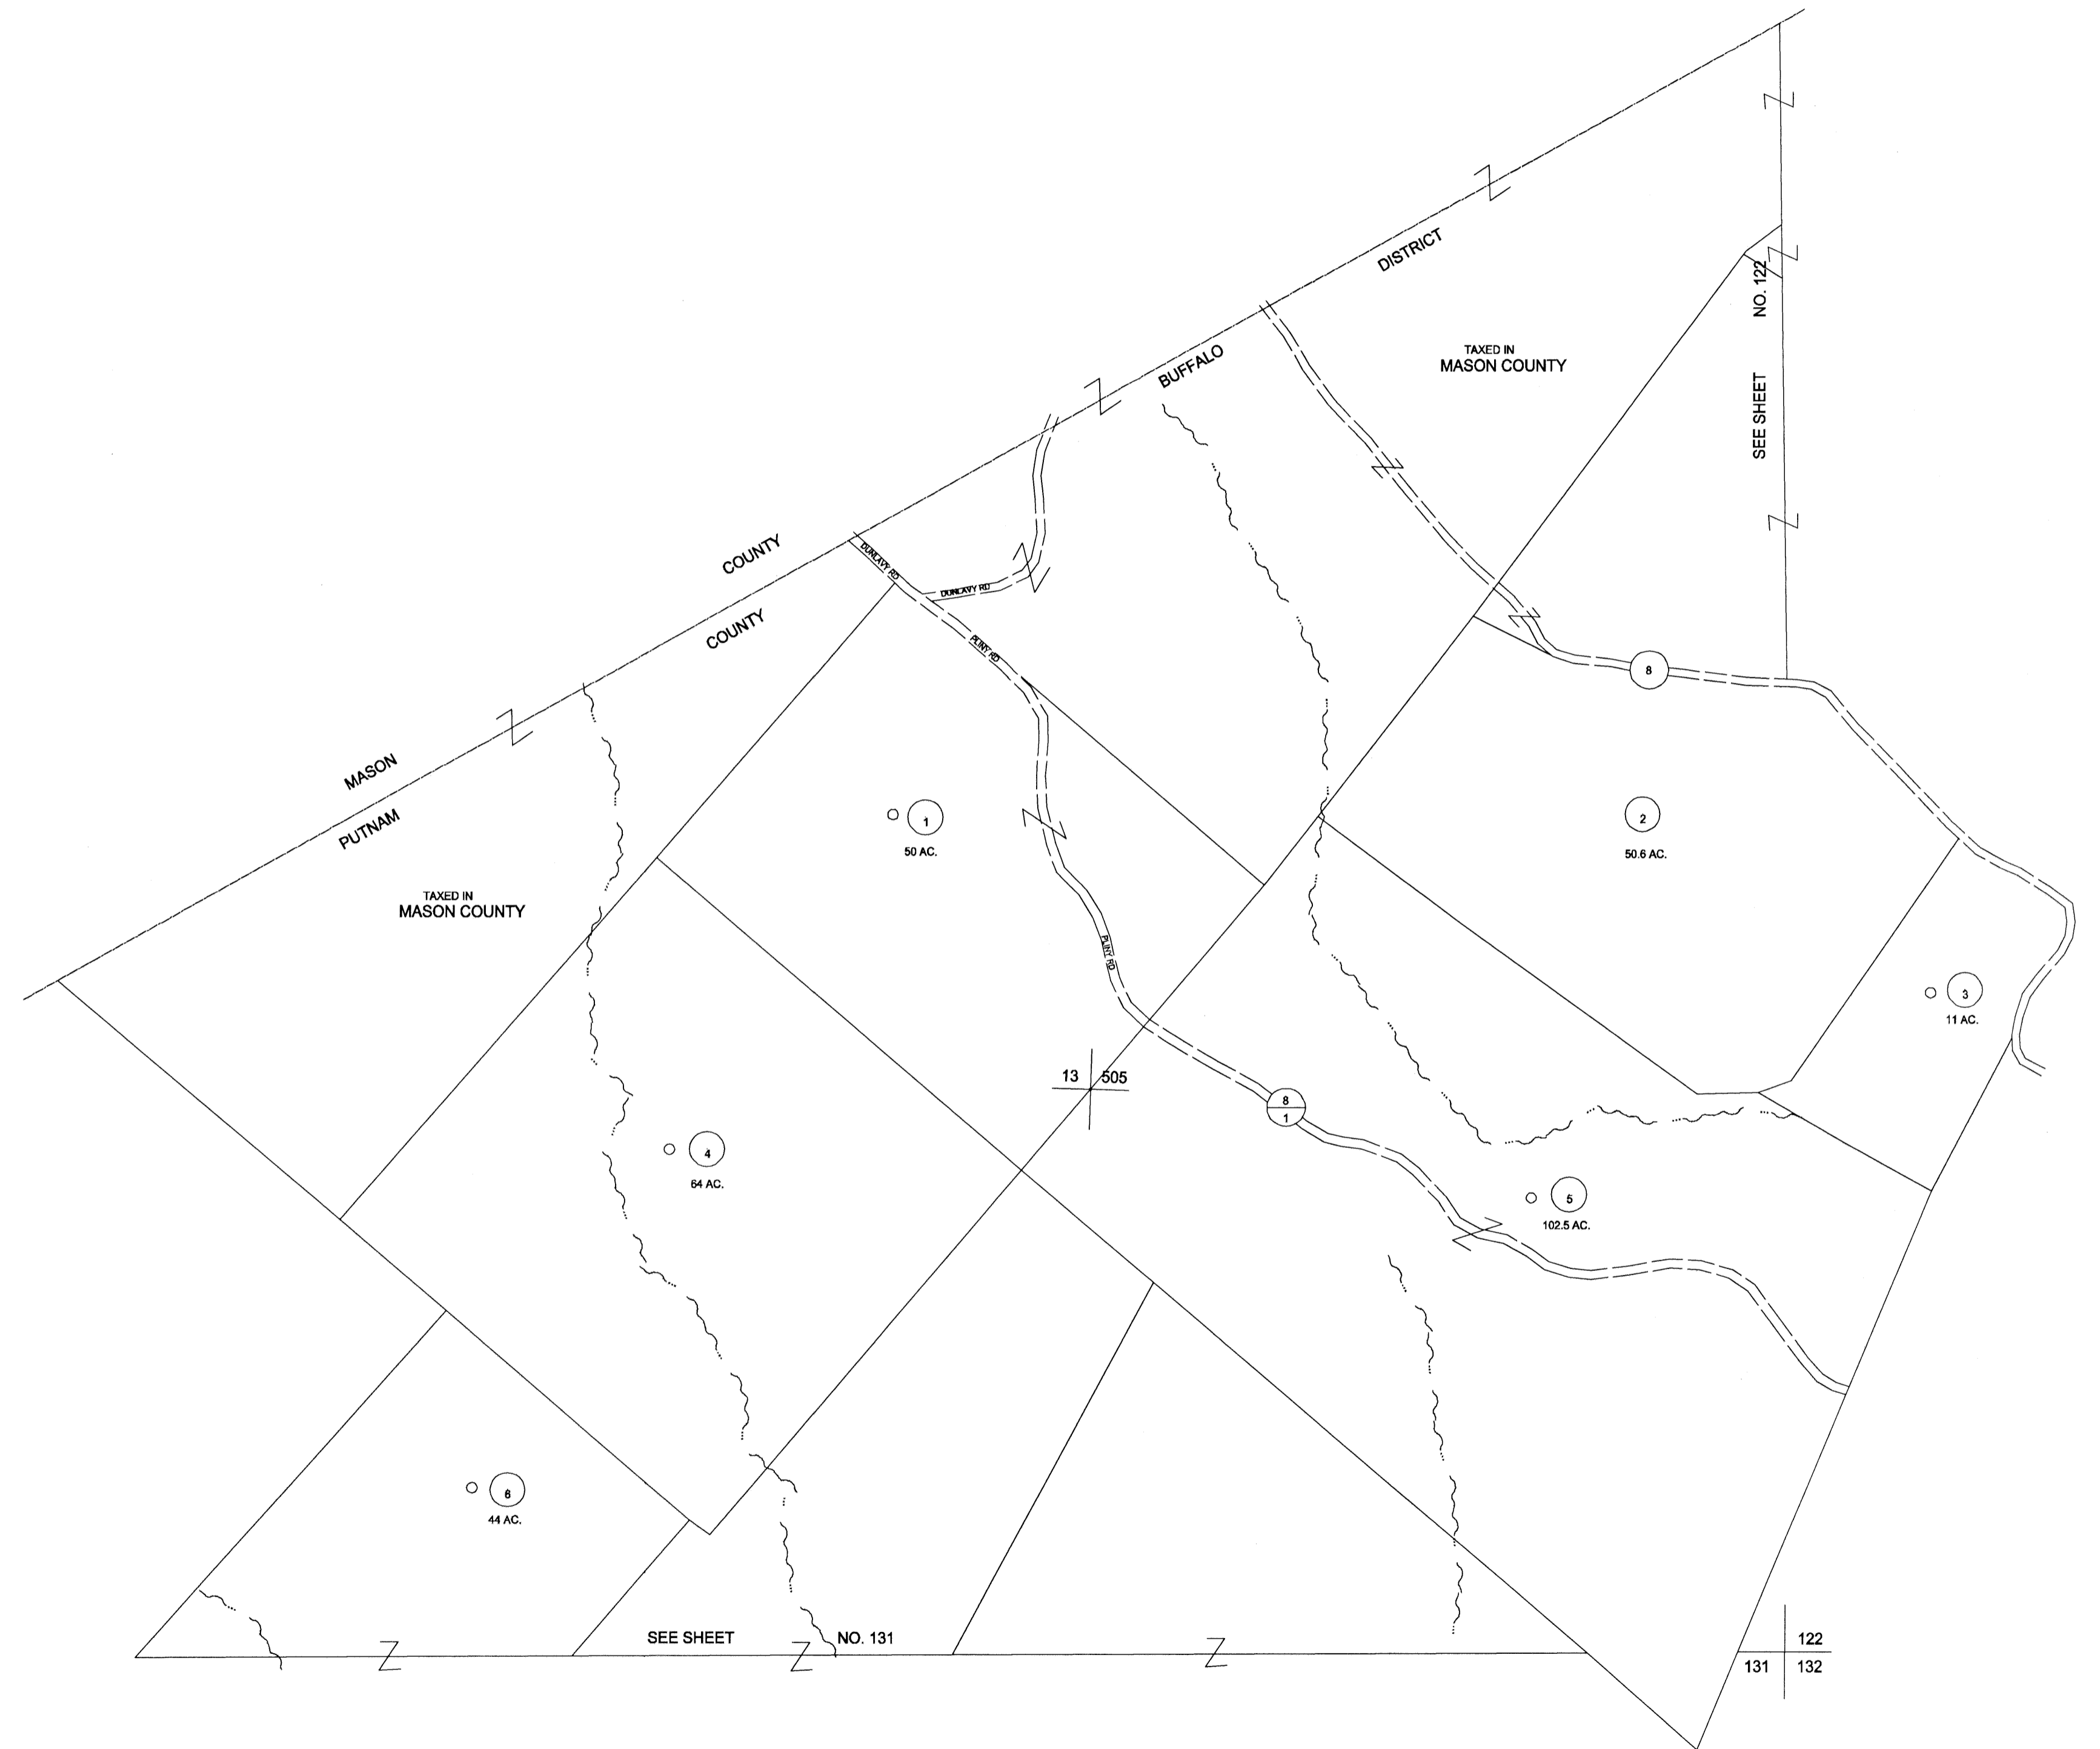 DISTRICT
BUFFALO
TAXED IN
MASON COUNTY
SEE SHEET NO. 122
COUNTY
COUNTY
MASON
PUTNAM
DUNLAVY RD
DUNLAVY RD
PLINY RD
8
1
50 AC.
2
50.6 AC.
TAXED IN
MASON COUNTY
PLINY RD
3
11 AC.
13 505
8
1
4
64 AC.
5
102.5 AC.
6
44 AC.
SEE SHEET NO. 131
122
131 132